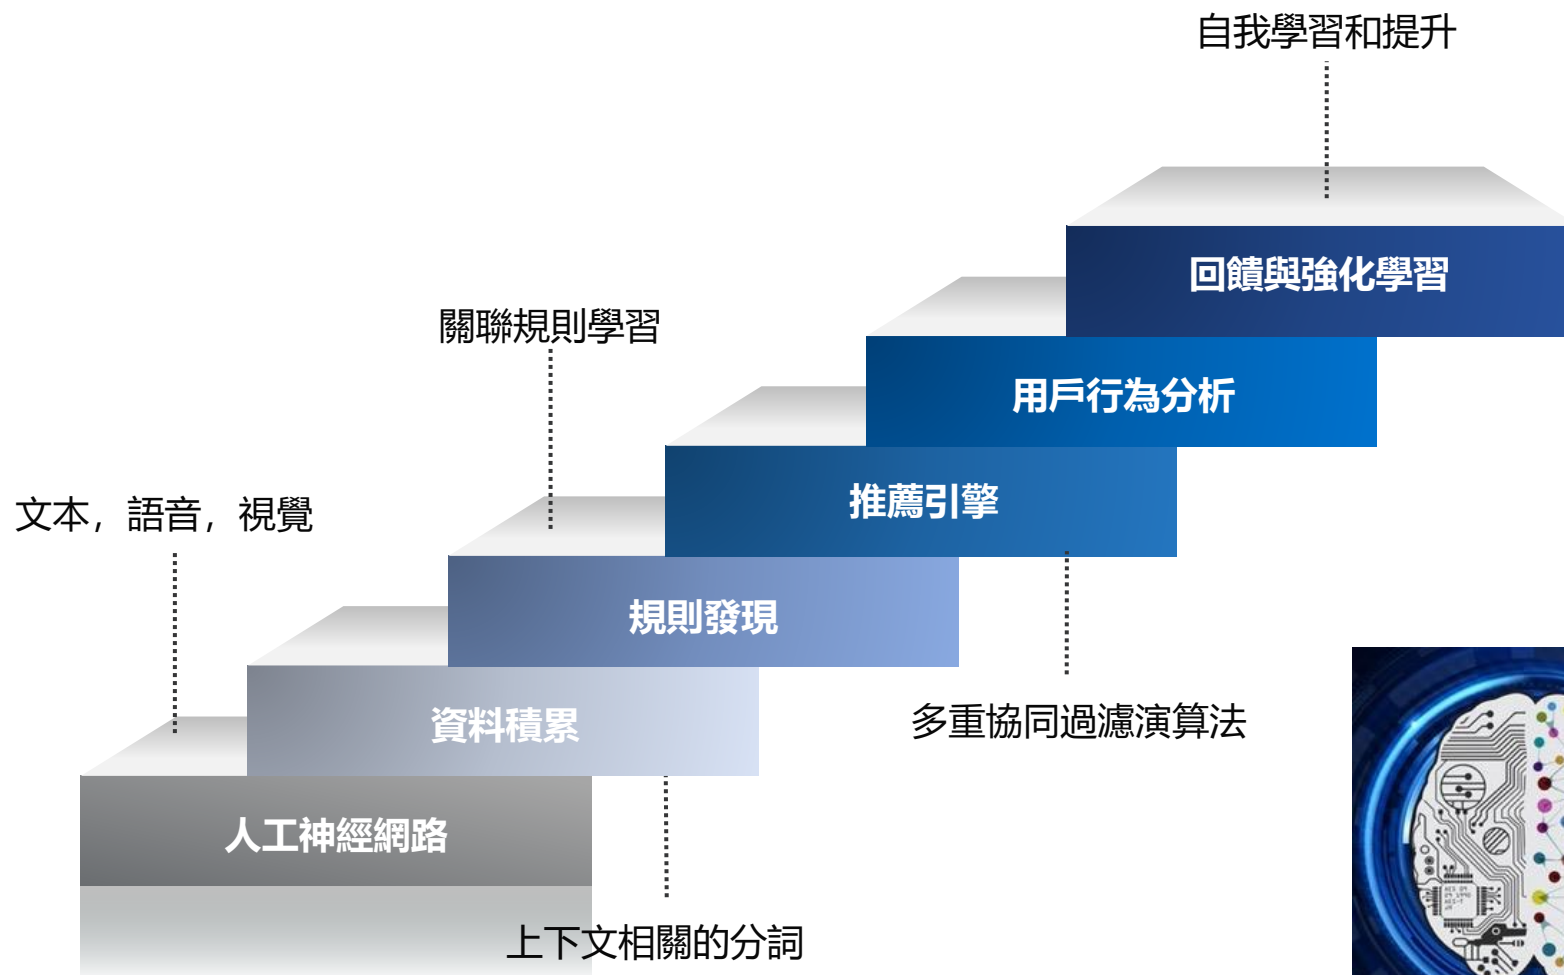 自我學習和提升
回饋與強化學習
關聯規則學習
用戶行為分析
推薦引擎
文本，語音，視覺
規則發現
資料積累
多重協同過濾演算法
人工神經網路
上下文相關的分詞